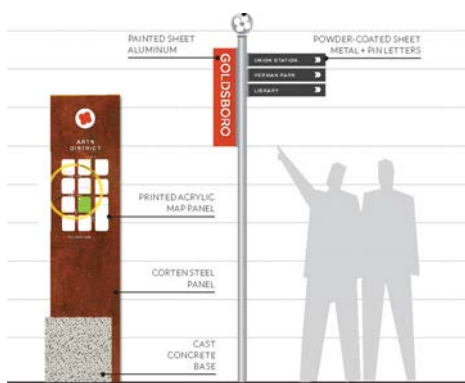 PAINTED SHEET
ALUMINUM
POWDER-COATED SHEET
METAL + PIN LETTERS
GOLDSBORO
UNION STATION
HERMAN PARK
LIBRARY
ARTS
DISTRICT
PRINTED ACRYLIC
MAP PANEL
CORTEN STEEL
PANEL
CAST
CONCRETE
BASE